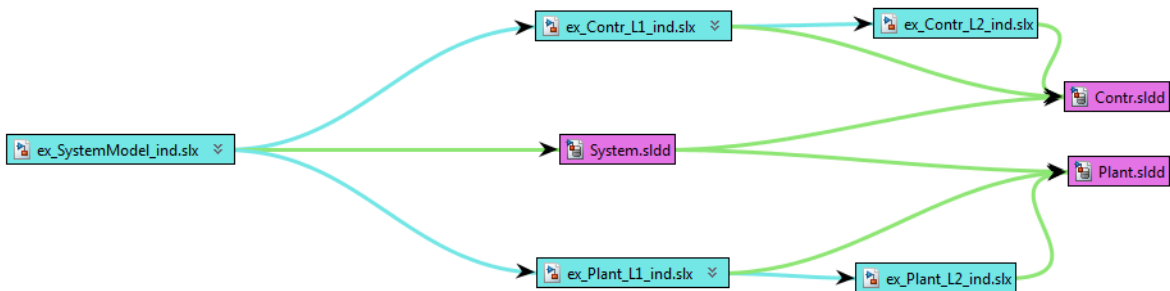 ex_Contr_L1_ind.slx
ex_Contr_L2_ind.slx
Contr.sldd
ex_SystemModel_ind.slx
System.sldd
Plant.sldd
ex_Plant_L1_ind.slx
ex_Plant_L2_ind.slx